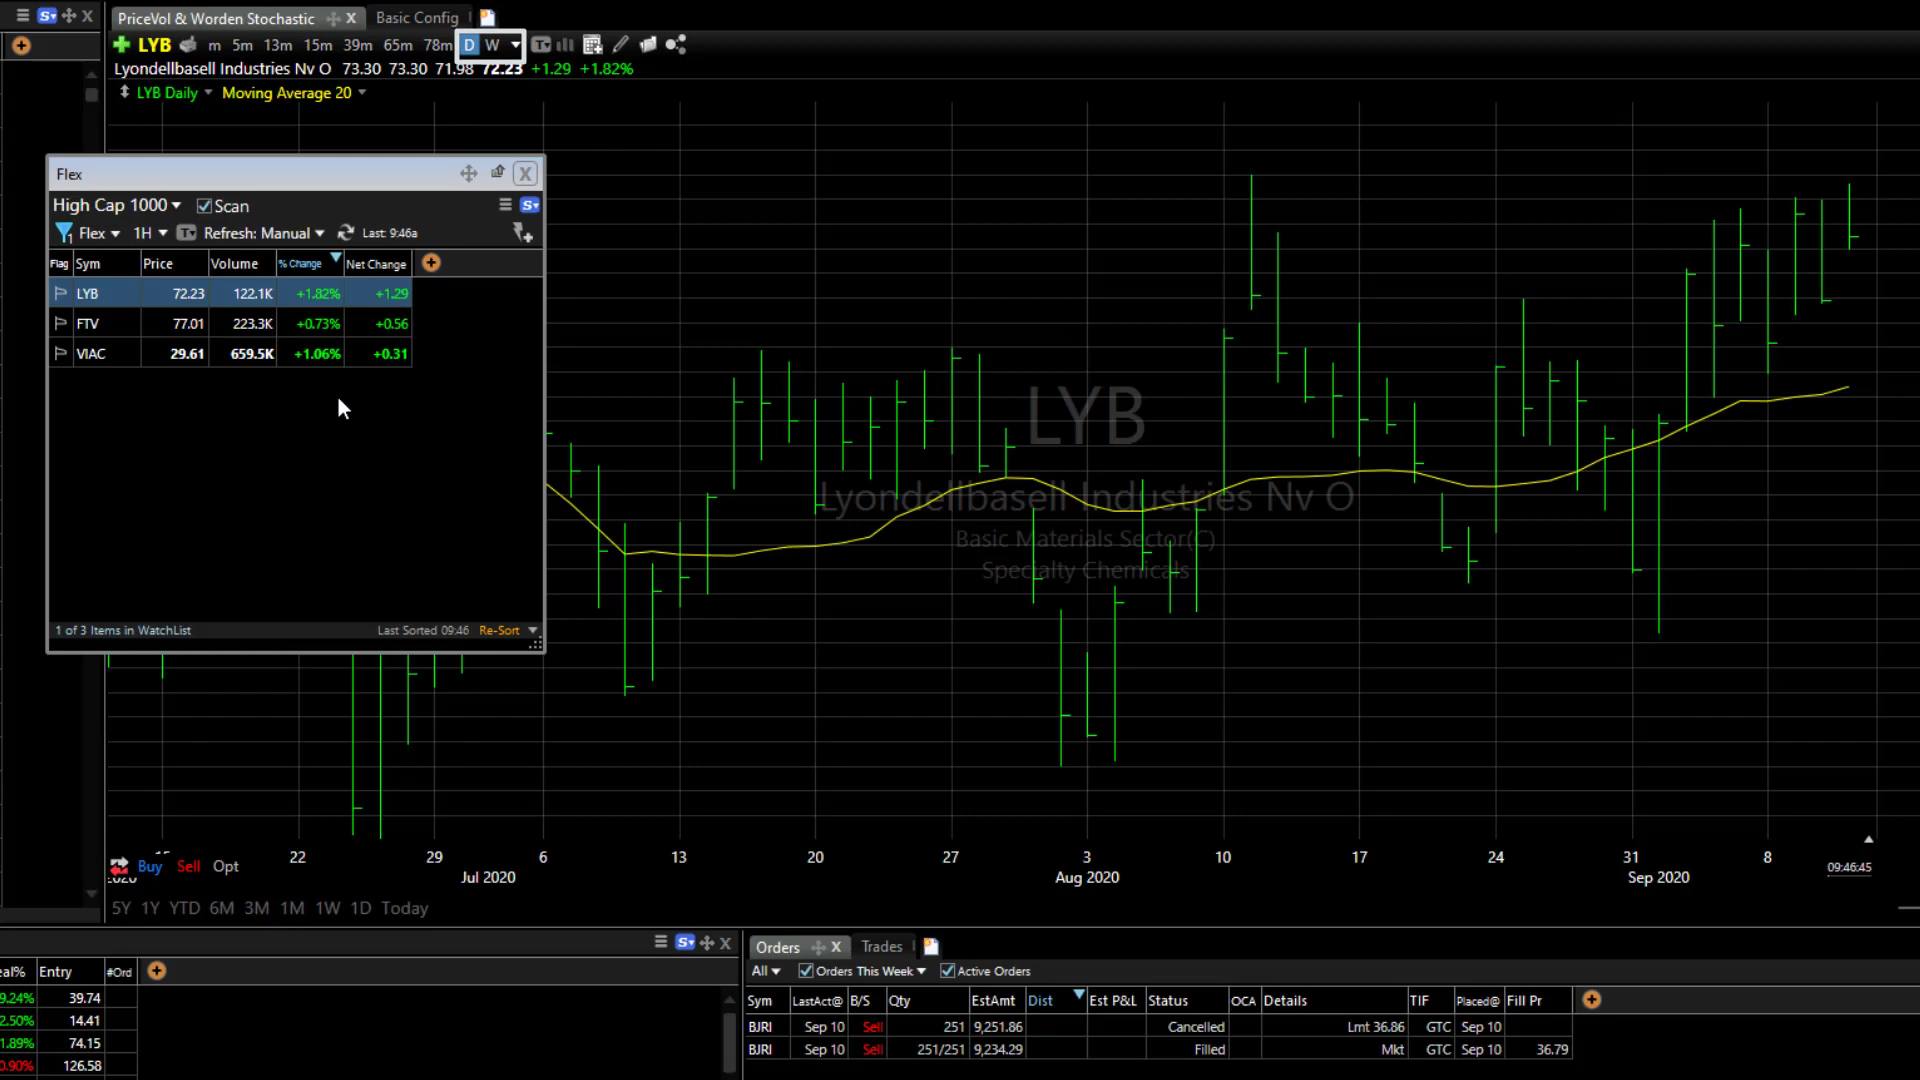 PriceVol & Worden Stochastic X Basic Config
LYB m 5m 13m 15m 39m 65m 78m D W
Lyondellbasell Industries Nv O 73.30 73.30 71.98 72.23 +1.29 +1.82%
LYB Daily Moving Average 20
Flex X
High Cap 1000 Scan
Flex 1H Refresh: Manual Last: 9:46a
Flag Sym Price Volume % Change Net Change
LYB 72.23 122.1K +1.82% +1.29
FTV 77.01 223.3K +0.73% +0.56
VIAC 29.61 659.5K +1.06% +0.31
1 of 3 Items in WatchList Last Sorted 09:46 Re-Sort
LYB
Lyondellbasell Industries Nv O
Basic Materials Sector(C)
Specialty Chemicals
22 29 6 13 20 27 3 10 17 24 31 8
Jul 2020 Aug 2020 Sep 2020
09:46:45
Buy Sell Opt
5Y 1Y YTD 6M 3M 1M 1W 1D Today
Entry #Ord
39.74
14.41
74.15
126.58
Orders X Trades
All Orders This Week Active Orders
Sym LastAct@ B/S Qty EstAmt Dist Est P&L Status OCA Details TIF Placed@ Fill Pr
BJRI Sep 10 Sell 251 9,251.86 Cancelled Lmt 36.86 GTC Sep 10
BJRI Sep 10 Sell 251/251 9,234.29 Filled Mkt GTC Sep 10 36.79